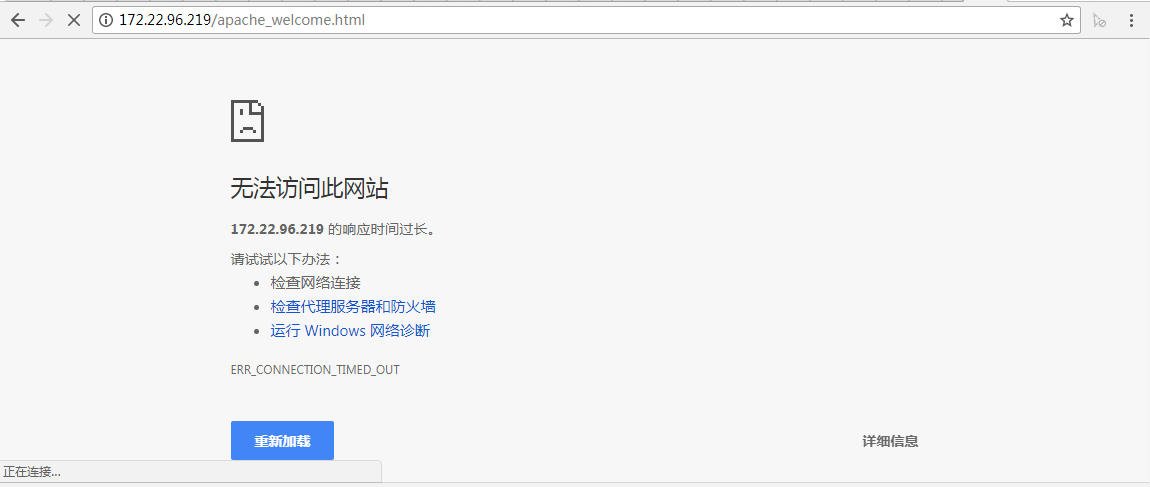 172.22.96.219/apache_welcome.html
无法访问此网站
172.22.96.219 的响应时间过长。
请试试以下办法：
检查网络连接
检查代理服务器和防火墙
运行 Windows 网络诊断
ERR_CONNECTION_TIMED_OUT
重新加载
详细信息
正在连接...